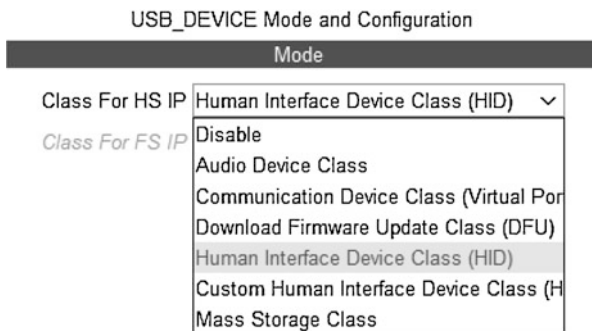 USB_DEVICE Mode and Configuration
Mode
Class For HS IP Human Interface Device Class (HID)
Class For FS IP
Disable
Audio Device Class
Communication Device Class (Virtual Por
Download Firmware Update Class (DFU)
Human Interface Device Class (HID)
Custom Human Interface Device Class (H
Mass Storage Class